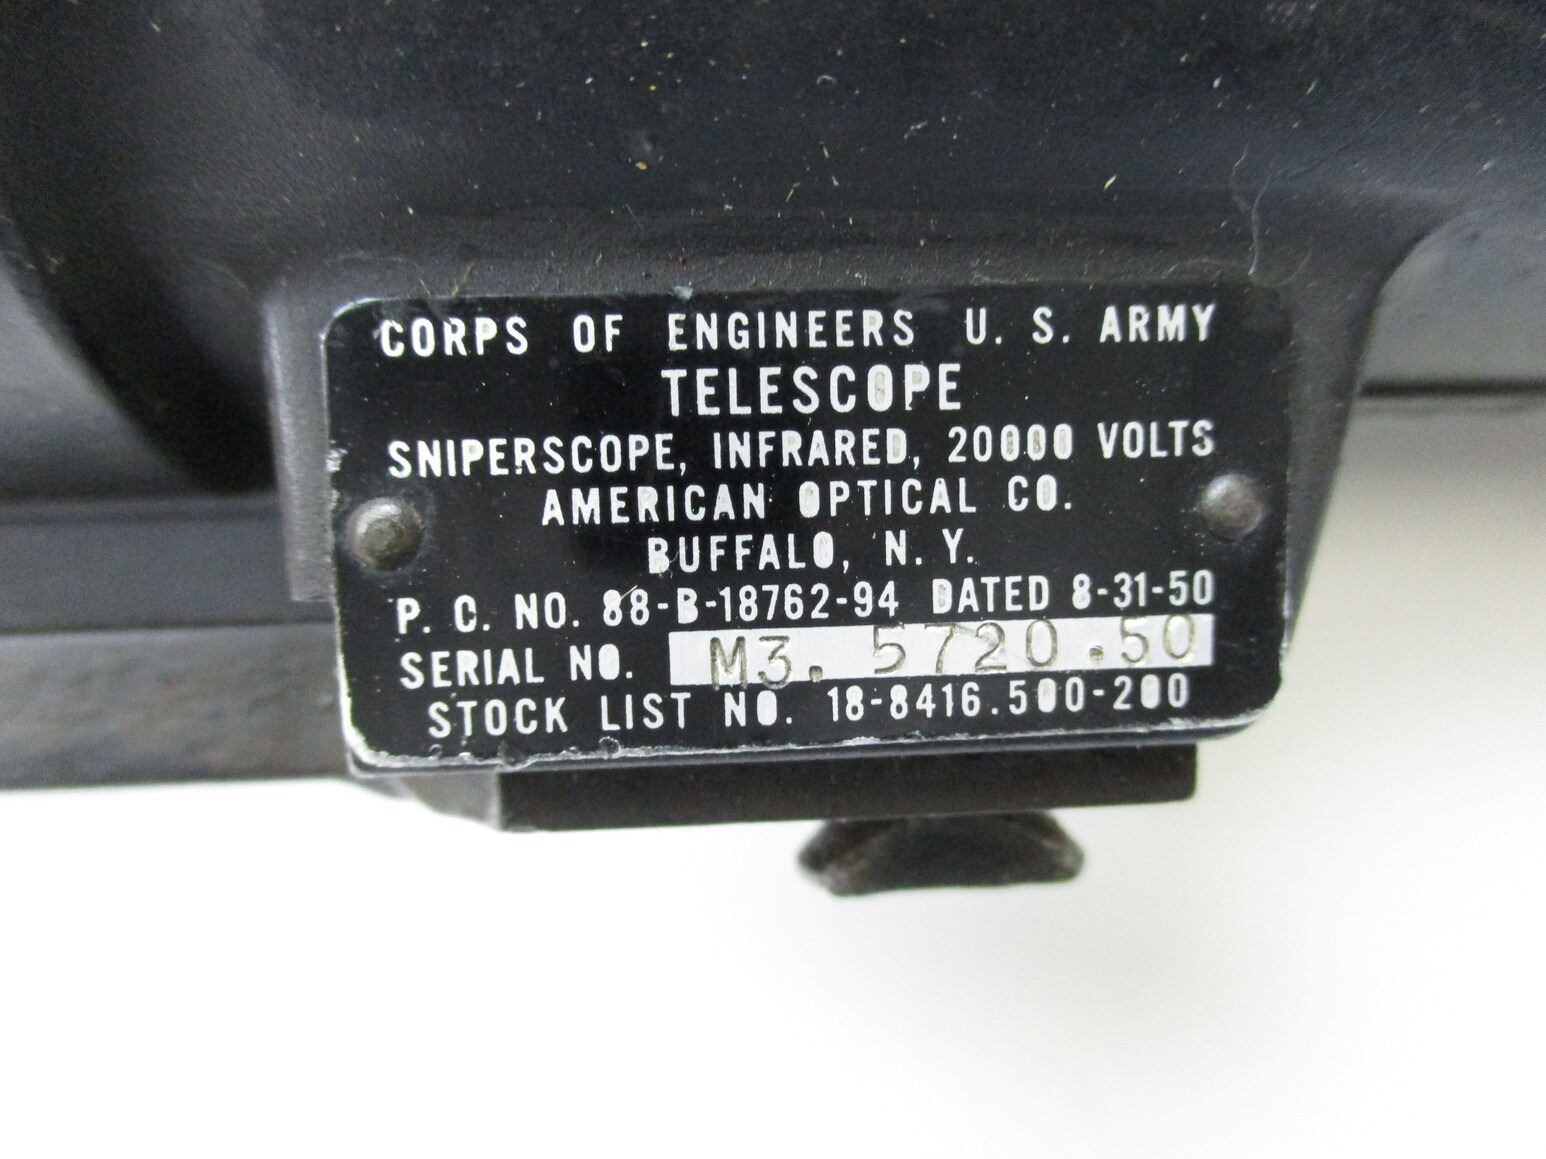 CORPS OF ENGINEERS U. S. ARMY
TELESCOPE
SNIPERSCOPE, INFRARED, 20000 VOLTS
AMERICAN OPTICAL CO.
BUFFALO, N. Y.
P. C. NO. 88-B-18762-94 DATED 8-31-50
SERIAL NO. M3. 5720.50
STOCK LIST NO. 18-8416.500-200